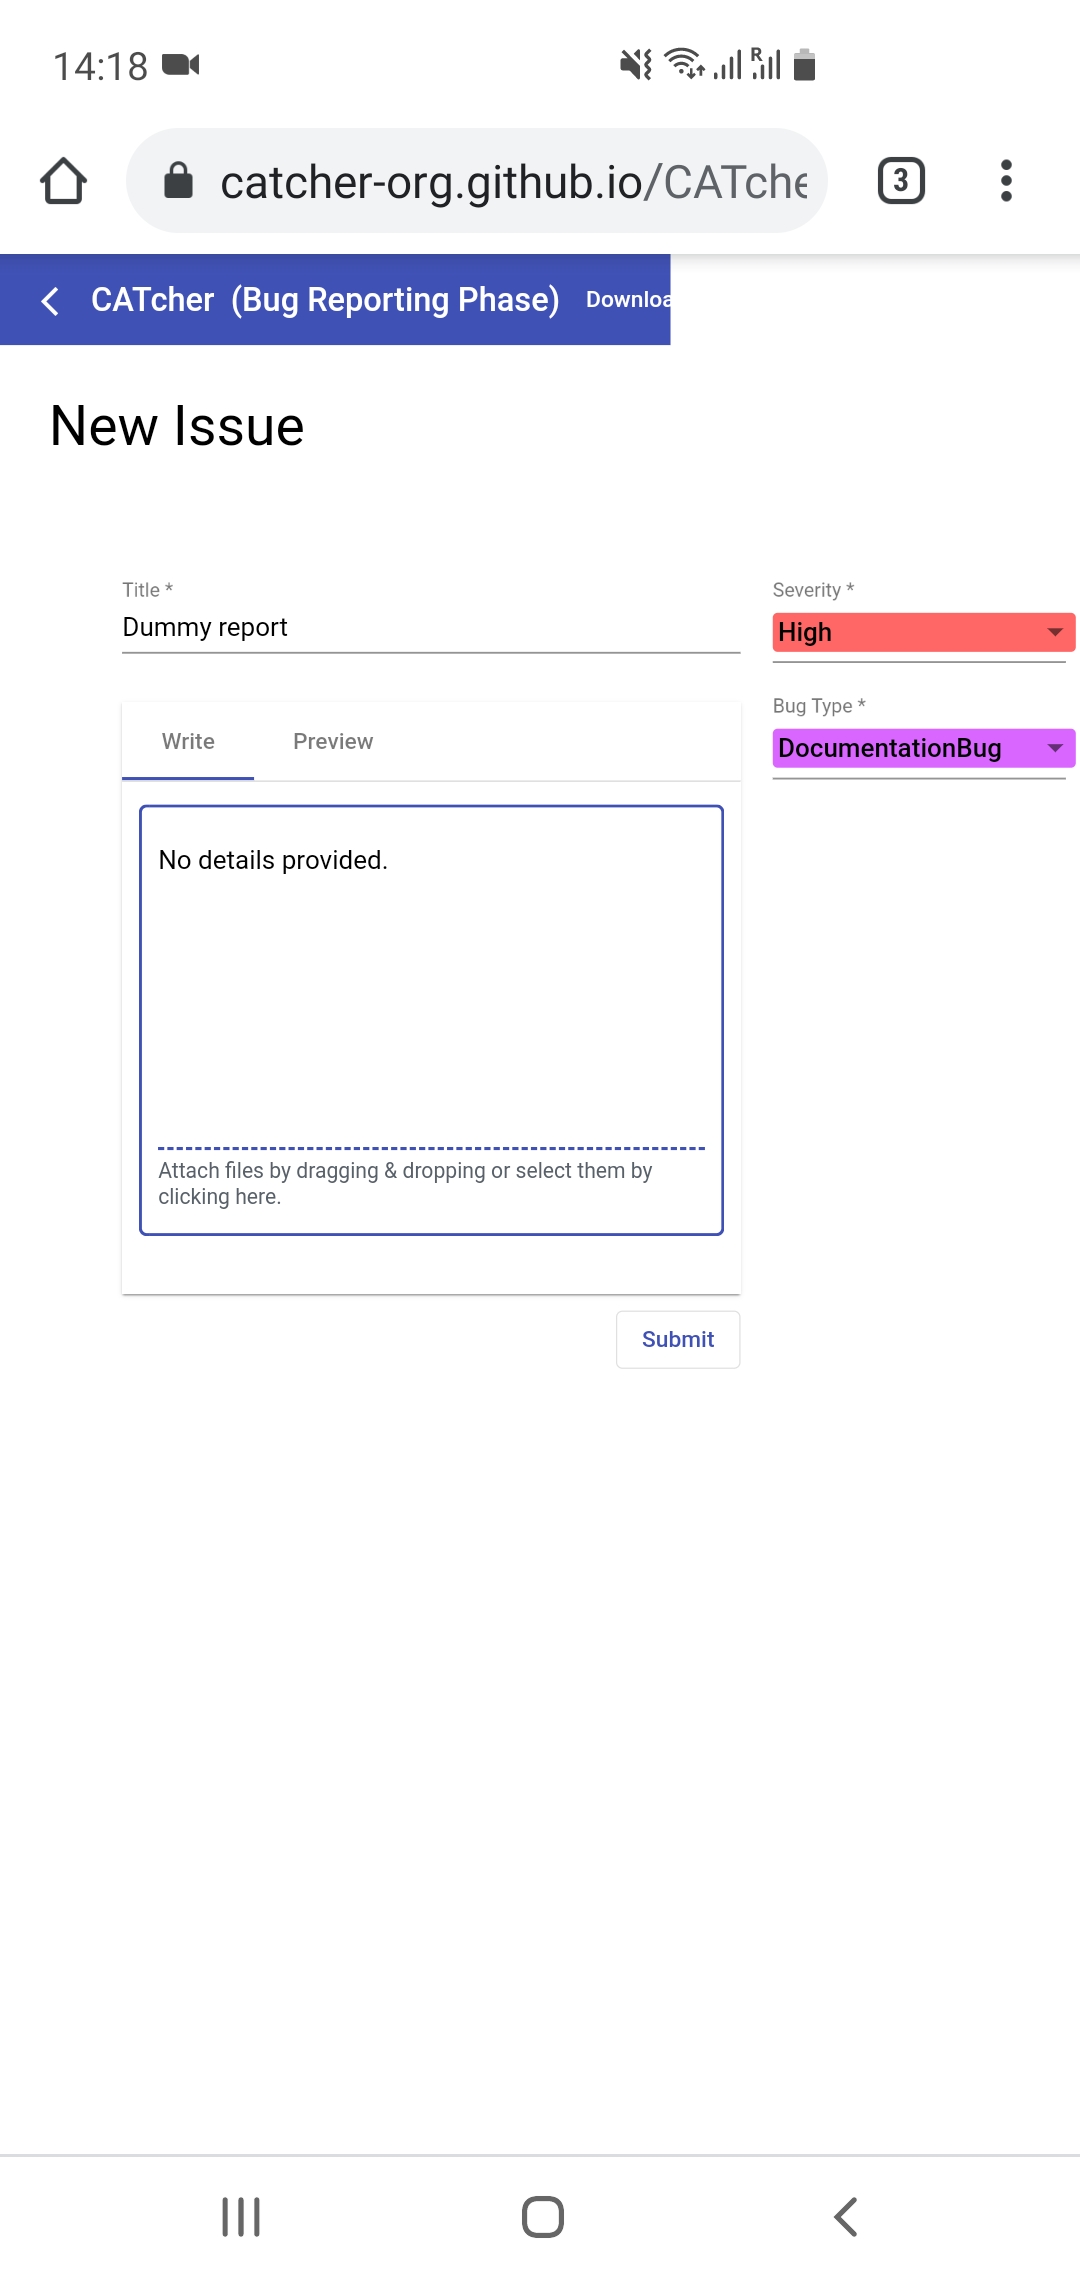 14:18
R
catcher-org.github.io/CATche
3
CATcher (Bug Reporting Phase) Downloa
New Issue
Title *
Dummy report
Severity *
High
Bug Type *
DocumentationBug
Write Preview
No details provided.
Attach files by dragging & dropping or select them by
clicking here.
Submit